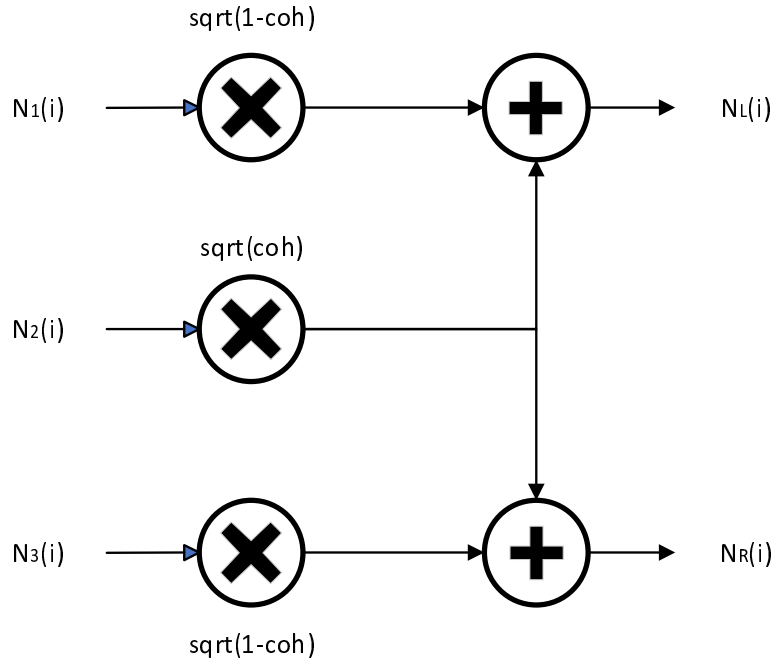 sqrt(1-coh)
N1(i)
NL(i)
sqrt(coh)
N2(i)
N3(i)
NR(i)
sqrt(1-coh)